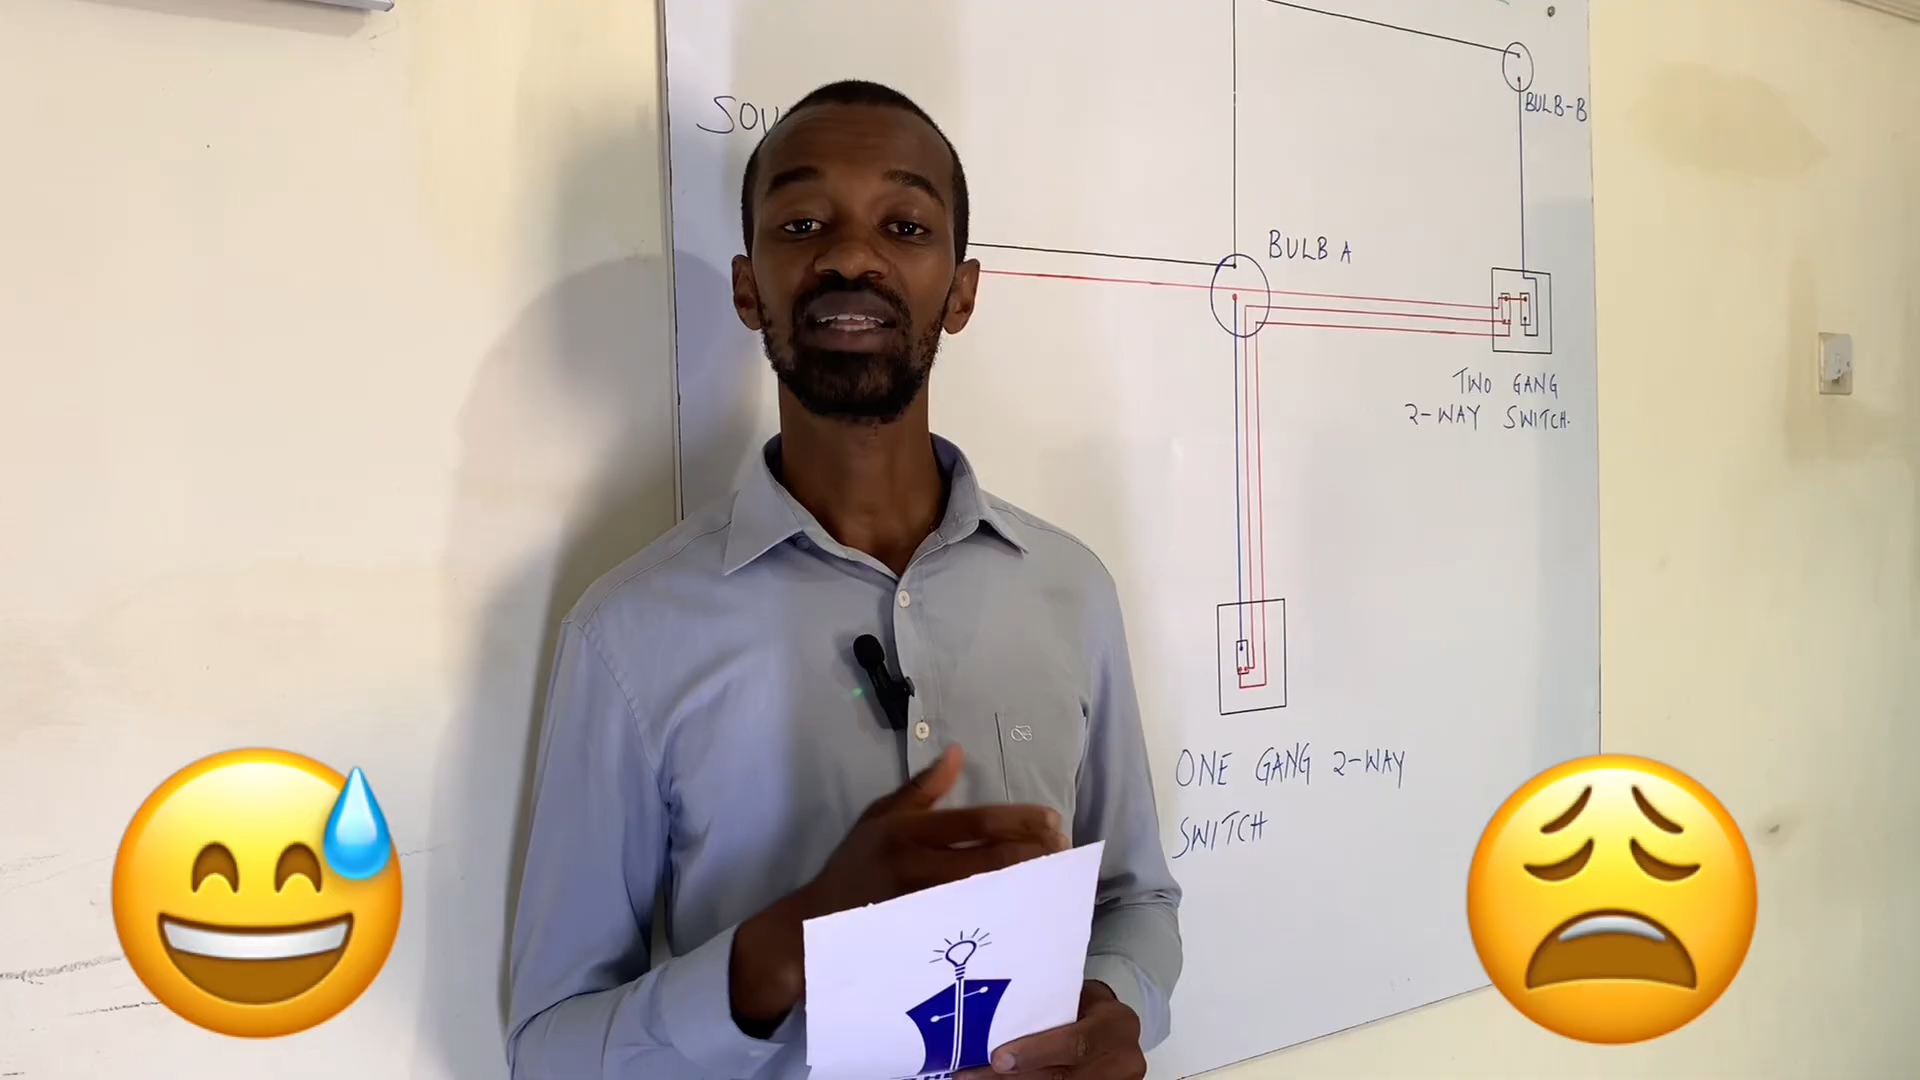 BULB-B
BULB A
TWO GANG
2-WAY SWITCH.
ONE GANG 2-WAY
SWITCH